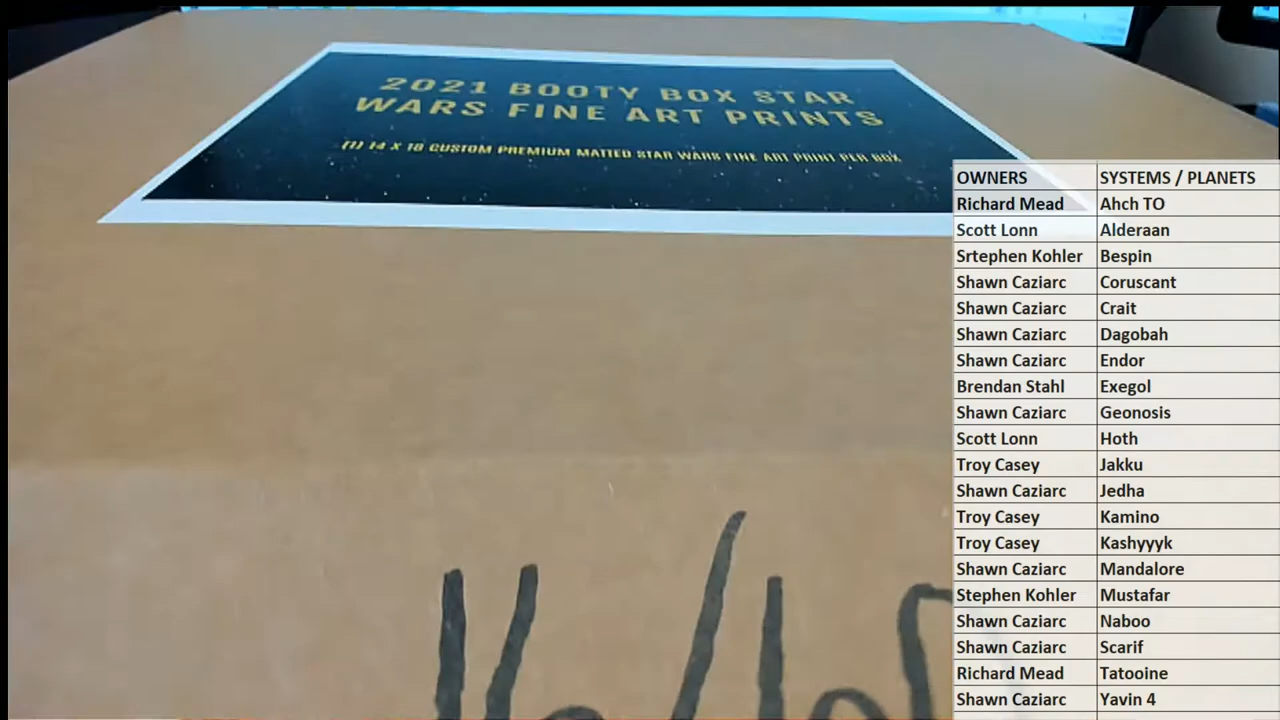 2021 BOOTY BOX STAR
WARS FINE ART PRINTS
(1) 14 X 18 CUSTOM PREMIUM MATTED STAR WARS FINE ART PRINT PER BOX
OWNERS SYSTEMS / PLANETS
Richard Mead Ahch TO
Scott Lonn Alderaan
Srtephen Kohler Bespin
Shawn Caziarc Coruscant
Shawn Caziarc Crait
Shawn Caziarc Dagobah
Shawn Caziarc Endor
Brendan Stahl Exegol
Shawn Caziarc Geonosis
Scott Lonn Hoth
Troy Casey Jakku
Shawn Caziarc Jedha
Troy Casey Kamino
Troy Casey Kashyyyk
Shawn Caziarc Mandalore
Stephen Kohler Mustafar
Shawn Caziarc Naboo
Shawn Caziarc Scarif
Richard Mead Tatooine
Shawn Caziarc Yavin 4